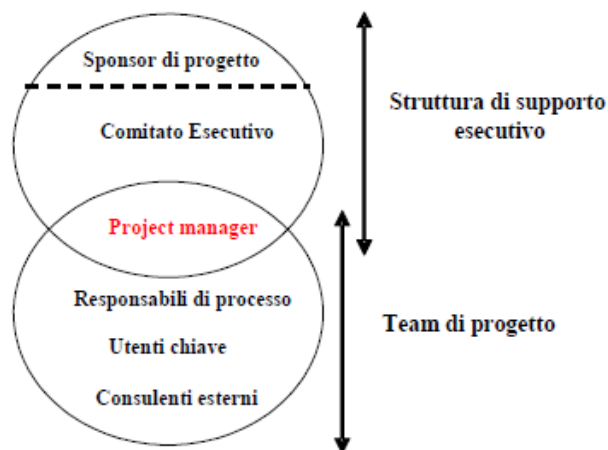 Sponsor di progetto
Comitato Esecutivo
Struttura di supporto
esecutivo
Project manager
Responsabili di processo
Utenti chiave
Consulenti esterni
Team di progetto